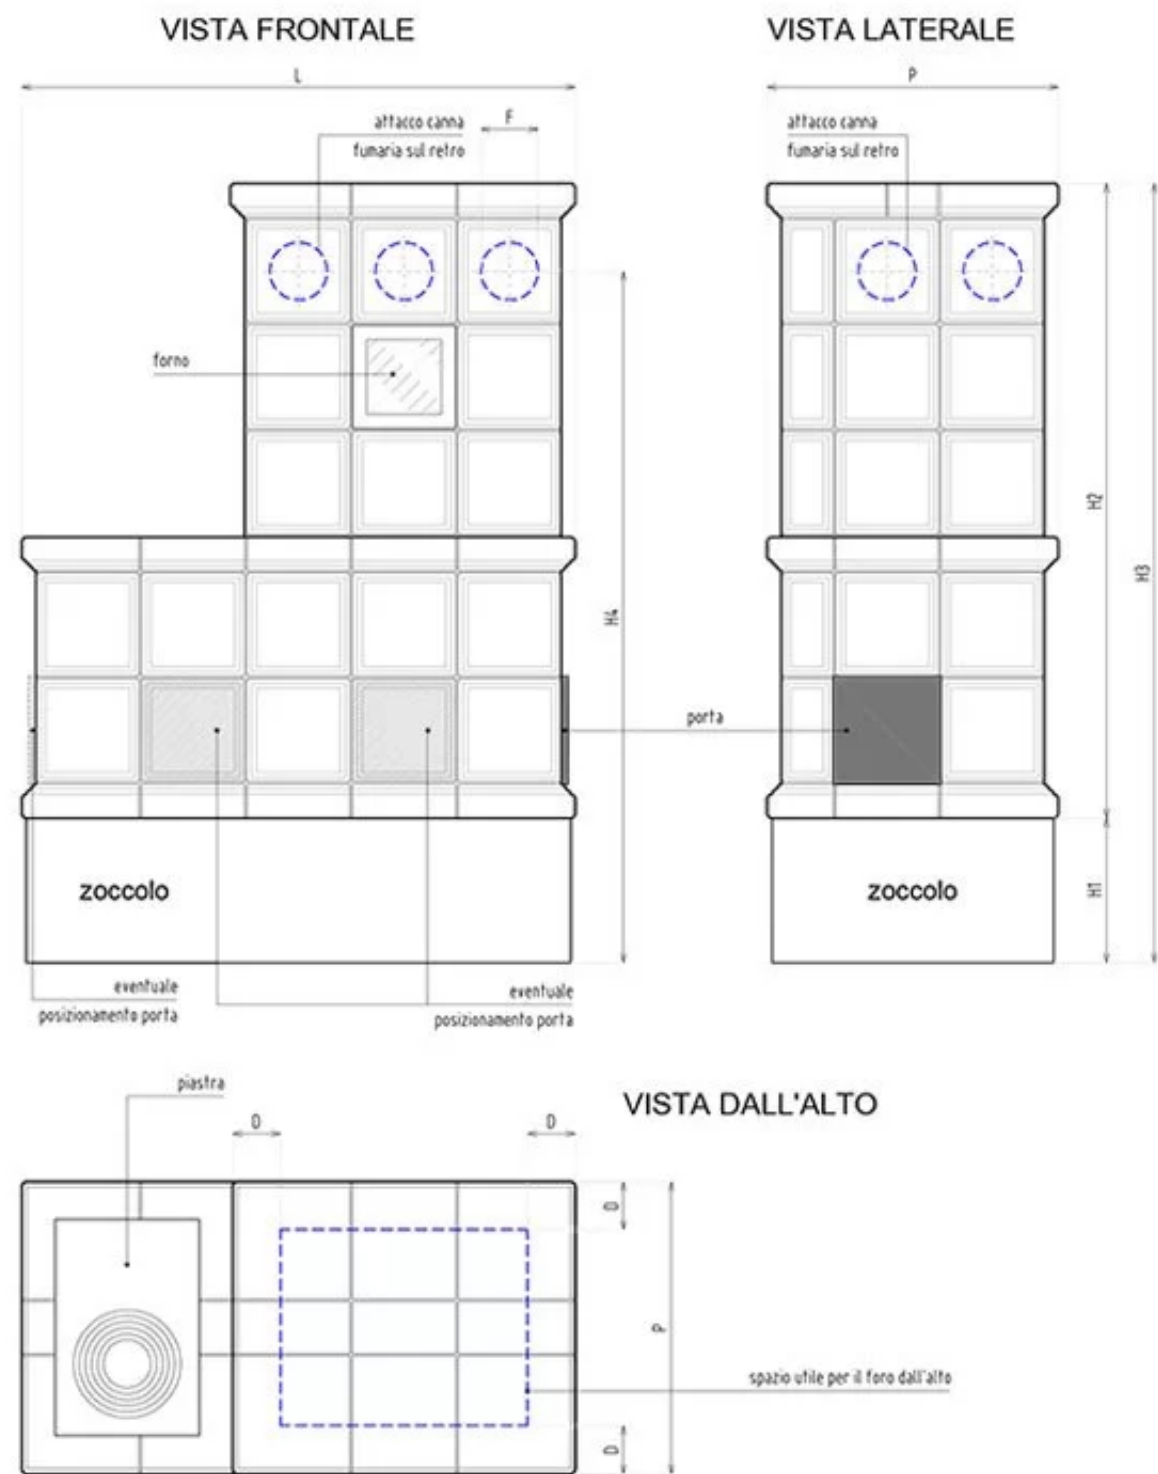 VISTA FRONTALE
VISTA LATERALE
L
P
attacco canna
fumaria sul retro
F
attacco canna
fumaria sul retro
forno
H2
H3
H4
porta
zoccolo
zoccolo
H1
eventuale
posizionamento porta
eventuale
posizionamento porta
piastra
VISTA DALL'ALTO
D
D
D
P
spazio utile per il foro dall'alto
D